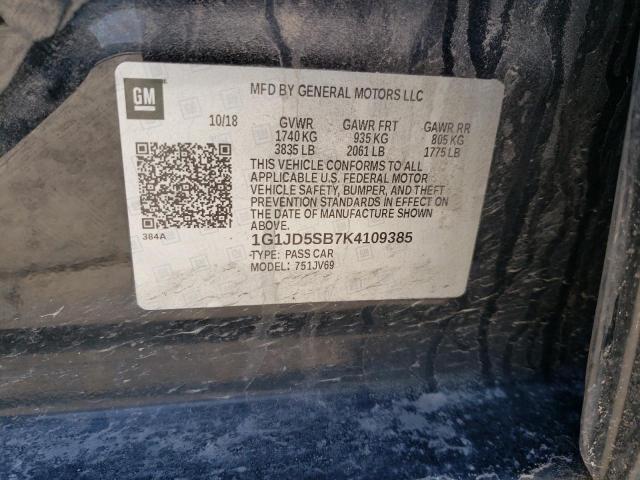 GM
MFD BY GENERAL MOTORS LLC
10/18 GVWR GAWR FRT GAWR RR
1740 KG 935 KG 805 KG
3835 LB 2061 LB 1775 LB
THIS VEHICLE CONFORMS TO ALL
APPLICABLE U.S. FEDERAL MOTOR
VEHICLE SAFETY, BUMPER, AND THEFT
PREVENTION STANDARDS IN EFFECT ON
THE DATE OF MANUFACTURE SHOWN
ABOVE.
384A
1G1JD5SB7K4109385
TYPE: PASS CAR
MODEL: 751JV69